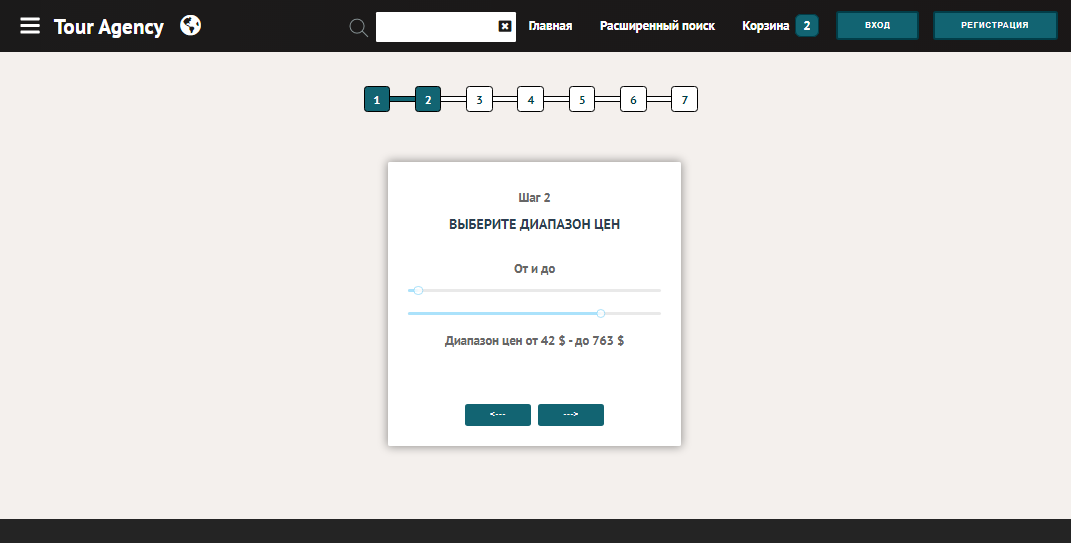 Tour Agency
Главная
Расширенный поиск
Корзина 2
ВХОД
РЕГИСТРАЦИЯ
1 2 3 4 5 6 7
Шаг 2
ВЫБЕРИТЕ ДИАПАЗОН ЦЕН
От и до
Диапазон цен от 42 $ - до 763 $
<---
--->